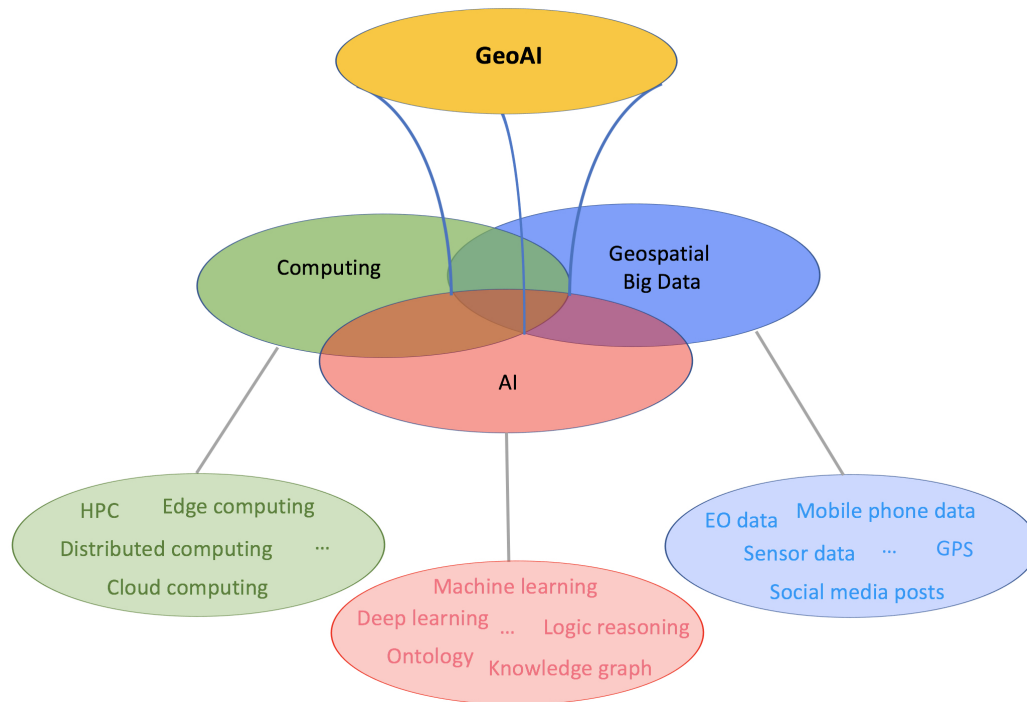 GeoAI
Computing
Geospatial
Big Data
AI
HPC
Edge computing
Distributed computing
...
Cloud computing
Machine learning
Deep learning
...
Logic reasoning
Ontology
Knowledge graph
EO data
Mobile phone data
Sensor data
...
GPS
Social media posts